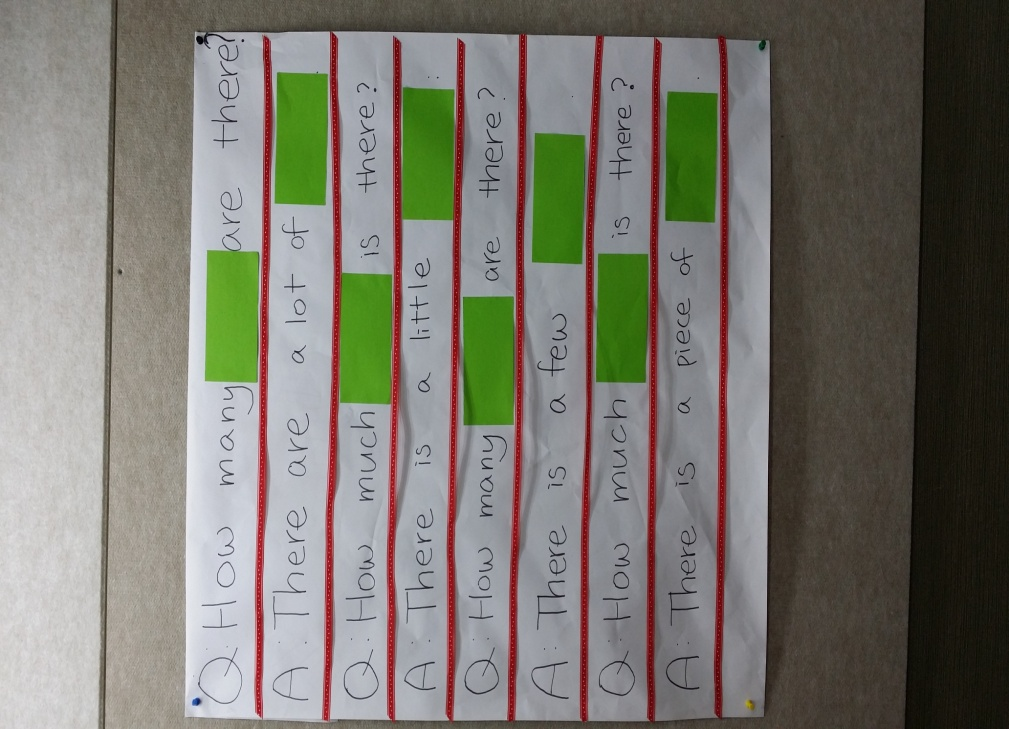 Q: How many are there?
A: There are a lot of
Q: How much is there?
A: There is a little
Q: How many are there?
A: There is a few
Q: How much is there?
A: There is a piece of